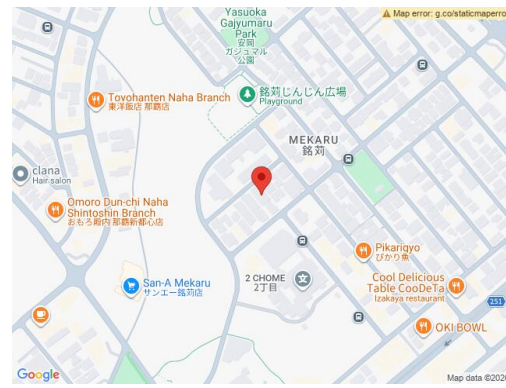 Yasuoka
Gajyumaru
Park
安岡
ガジュマル
公園
Map error: g.co/staticmaperro
Tovohanten Naha Branch
東洋飯店 那覇店
銘苅じんじん広場
Playground
MEKARU
銘苅
clana
Hair salon
Omoro Dun-chi Naha
Shintoshin Branch
おもろ殿内 那覇新都心店
Pikarigyo
ぴかり魚
San-A Mekaru
サンエー銘苅店
2 CHOME
2丁目
文
Cool Delicious
Table CooDeTa
Izakaya restaurant
251
OKI BOWL
Google
Map data ©2026